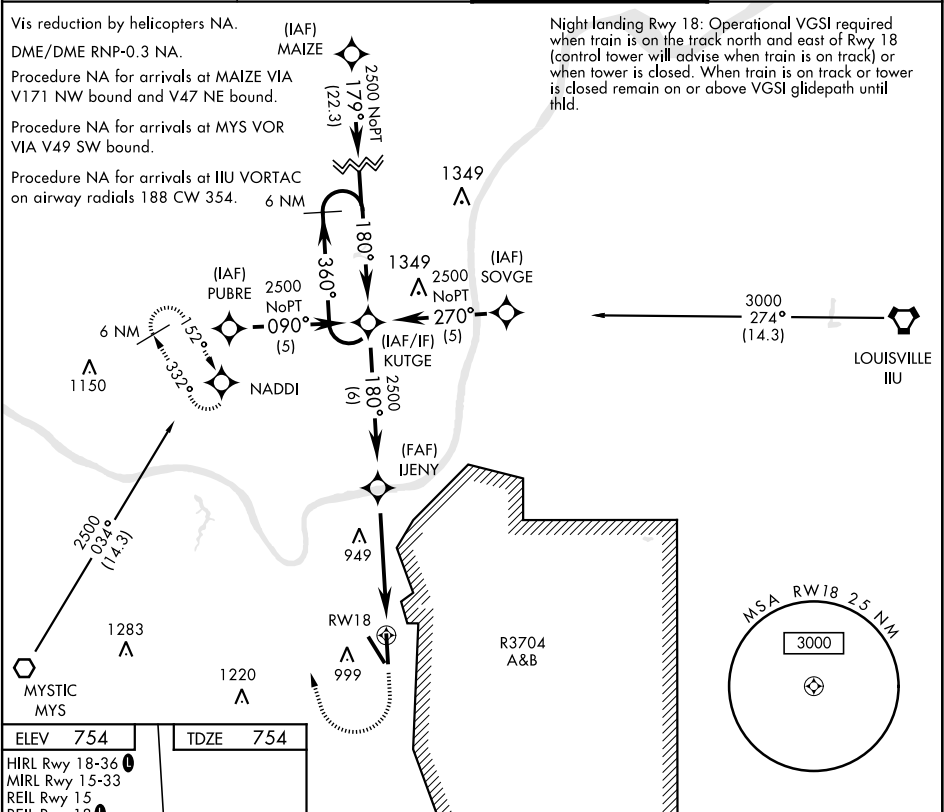 Vis reduction by helicopters NA.
DME/DME RNP-0.3 NA.
Procedure NA for arrivals at MAIZE VIA
V171 NW bound and V47 NE bound.
Procedure NA for arrivals at MYS VOR
VIA V49 SW bound.
Procedure NA for arrivals at IIU VORTAC
on airway radials 188 CW 354.
Night landing Rwy 18: Operational VGSI required
when train is on the track north and east of Rwy 18
(control tower will advise when train is on track) or
when tower is closed. When train is on track or tower
is closed remain on or above VGSI glidepath until
thld.
(IAF)
MAIZE
2500 NoPT
179°
(22.3)
6 NM
1349
180°
360°
(IAF)
PUBRE
2500
NoPT
090°
(5)
1349
2500
NoPT
270°
(5)
(IAF)
SOVGE
(IAF/IF)
KUTGE
3000
274°
(14.3)
LOUISVILLE
IIU
6 NM
152°
332°
NADDI
1150
2500
180°
(6)
(FAF)
IJENY
2500
034°
(14.3)
949
RW18
999
R3704
A&B
MSA RW18 25 NM
3000
1283
1220
MYSTIC
MYS
ELEV 754
TDZE 754
HIRL Rwy 18-36 L
MIRL Rwy 15-33
REIL Rwy 15
REIL Rwy 18 L